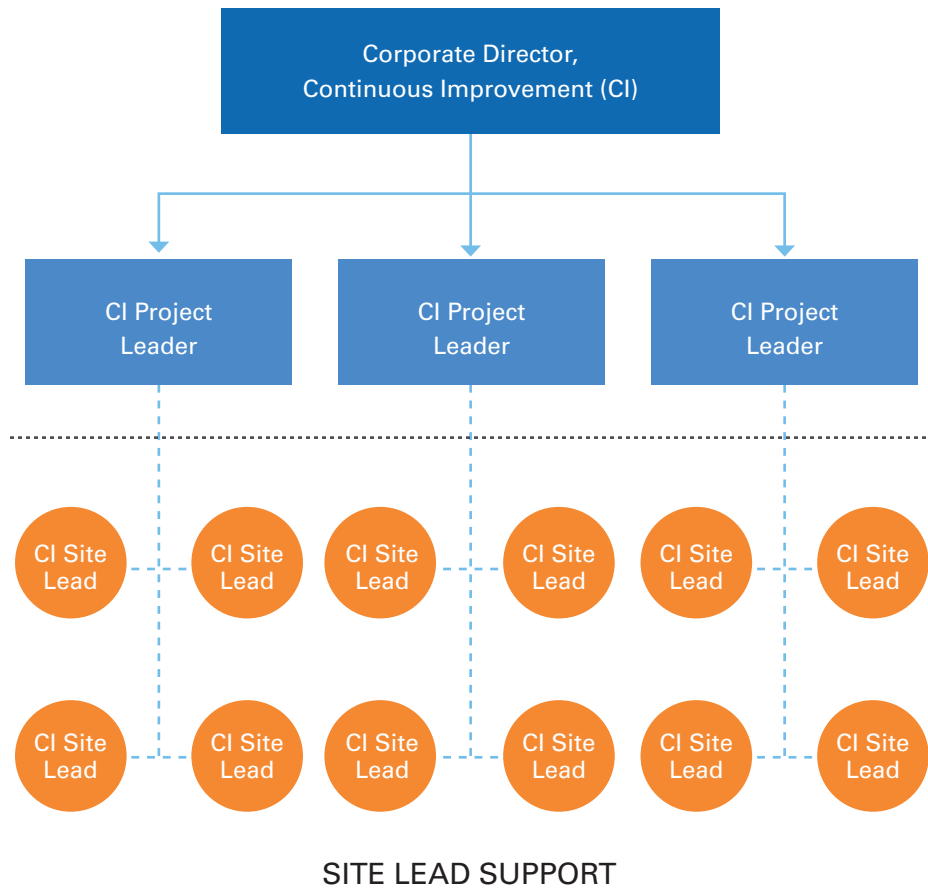 Corporate Director,
Continuous Improvement (CI)
CI Project
Leader
CI Project
Leader
CI Project
Leader
CI Site
Lead
CI Site
Lead
CI Site
Lead
CI Site
Lead
CI Site
Lead
CI Site
Lead
CI Site
Lead
CI Site
Lead
CI Site
Lead
CI Site
Lead
CI Site
Lead
CI Site
Lead
SITE LEAD SUPPORT